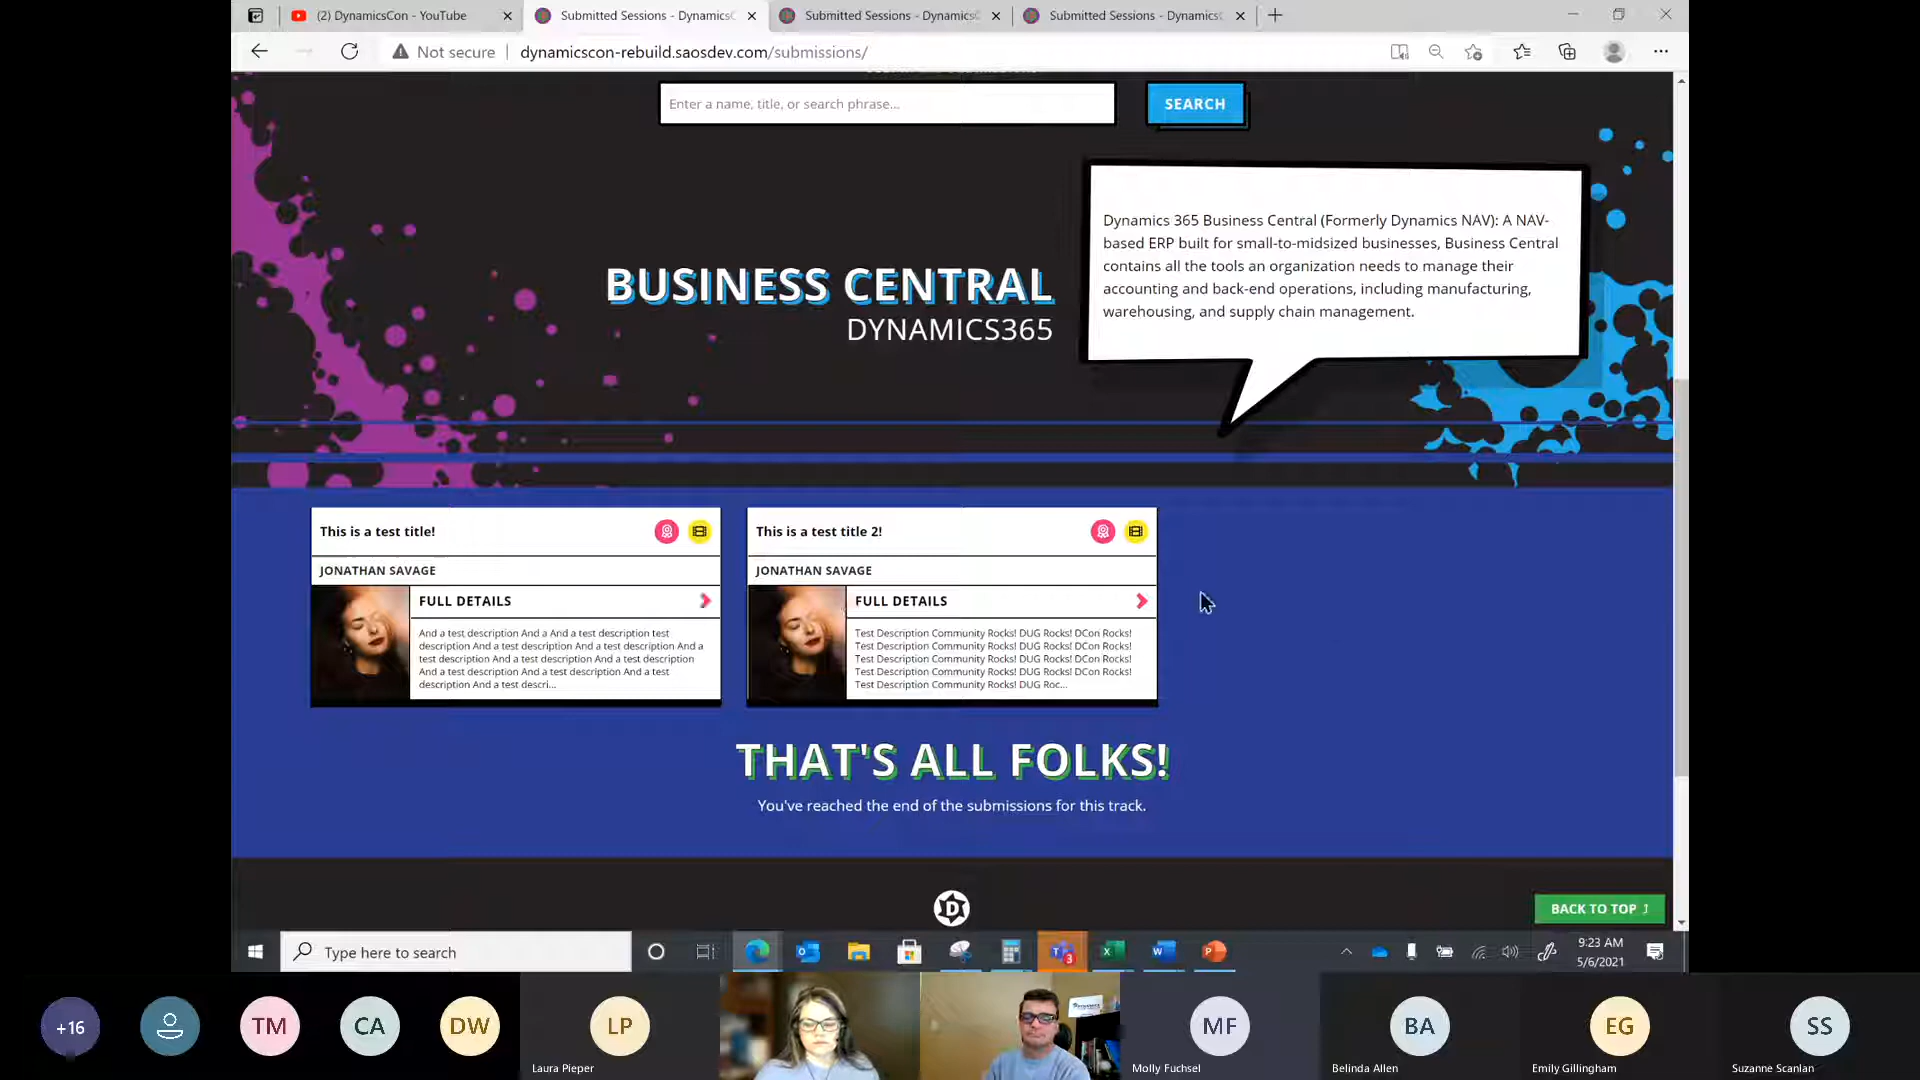 (2) DynamicsCon - YouTube
Submitted Sessions - DynamicsC
Submitted Sessions - DynamicsC
Submitted Sessions - DynamicsC
Not secure
dynamicscon-rebuild.saosdev.com/submissions/
Enter a name, title, or search phrase...
SEARCH
Dynamics 365 Business Central (Formerly Dynamics NAV): A NAV-
based ERP built for small-to-midsized businesses, Business Central
contains all the tools an organization needs to manage their
accounting and back-end operations, including manufacturing,
warehousing, and supply chain management.
BUSINESS CENTRAL
DYNAMICS365
This is a test title!
JONATHAN SAVAGE
FULL DETAILS
And a test description And a And a test description test
description And a test description And a test description And a
test description And a test description And a test description
And a test description And a test description And a test
description And a test descri...
This is a test title 2!
JONATHAN SAVAGE
FULL DETAILS
Test Description Community Rocks! DUG Rocks! DCon Rocks!
Test Description Community Rocks! DUG Rocks! DCon Rocks!
Test Description Community Rocks! DUG Rocks! DCon Rocks!
Test Description Community Rocks! DUG Rocks! DCon Rocks!
Test Description Community Rocks! DUG Roc...
THAT'S ALL FOLKS!
You've reached the end of the submissions for this track.
D
BACK TO TOP
Type here to search
3
9:23 AM
5/6/2021
+16
TM
CA
DW
LP
Laura Pieper
MF
Molly Fuchsel
BA
Belinda Allen
EG
Emily Gillingham
SS
Suzanne Scanlan